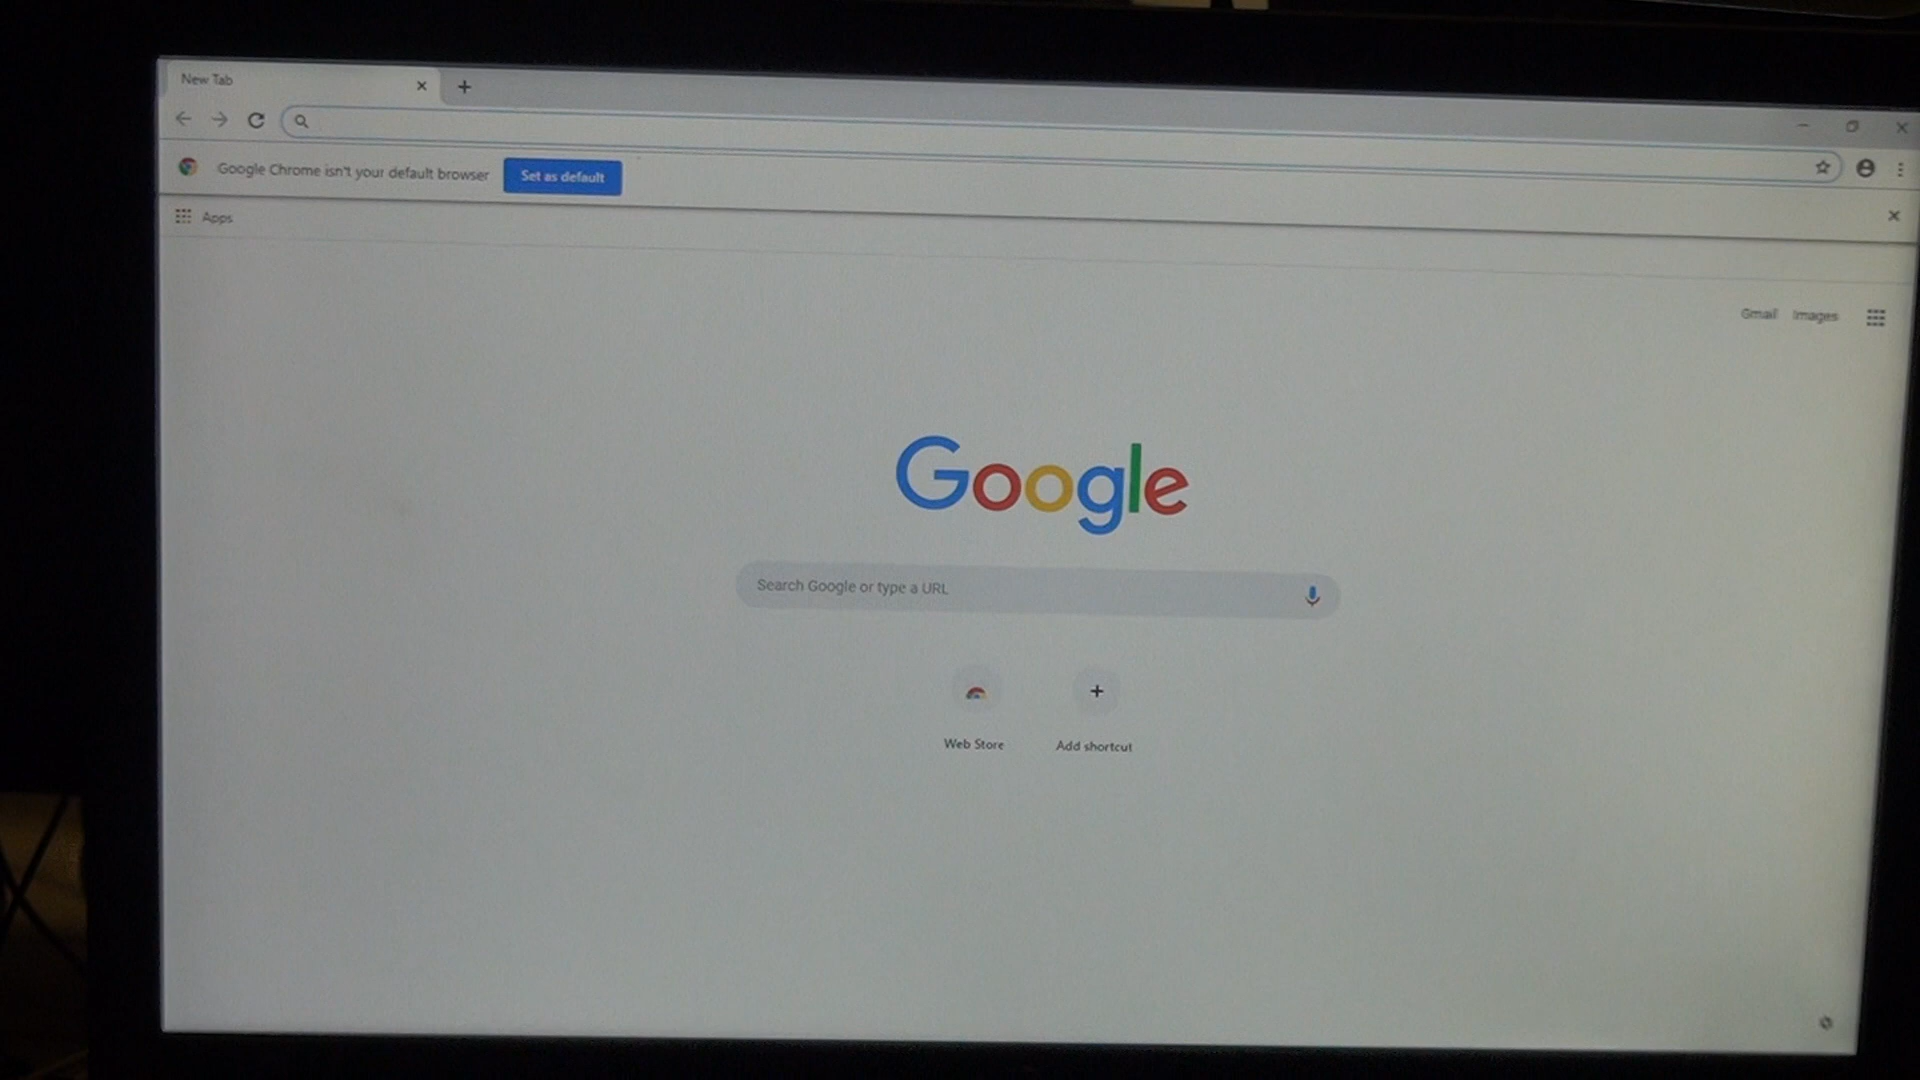 New Tab
Google Chrome isn't your default browser Set as default
Apps
Gmail Images
Google
Search Google or type a URL
Web Store Add shortcut